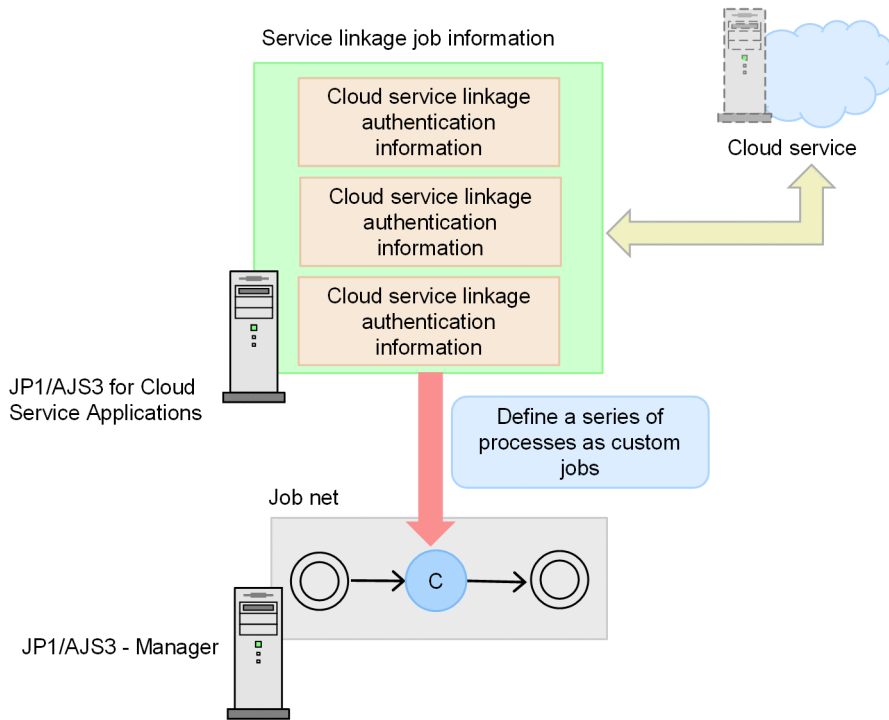 Service linkage job information
Cloud service linkage
authentication
information
Cloud service linkage
authentication
information
Cloud service linkage
authentication
information
Cloud service
JP1/AJS3 for Cloud
Service Applications
Define a series of
processes as custom
jobs
Job net
C
JP1/AJS3 - Manager